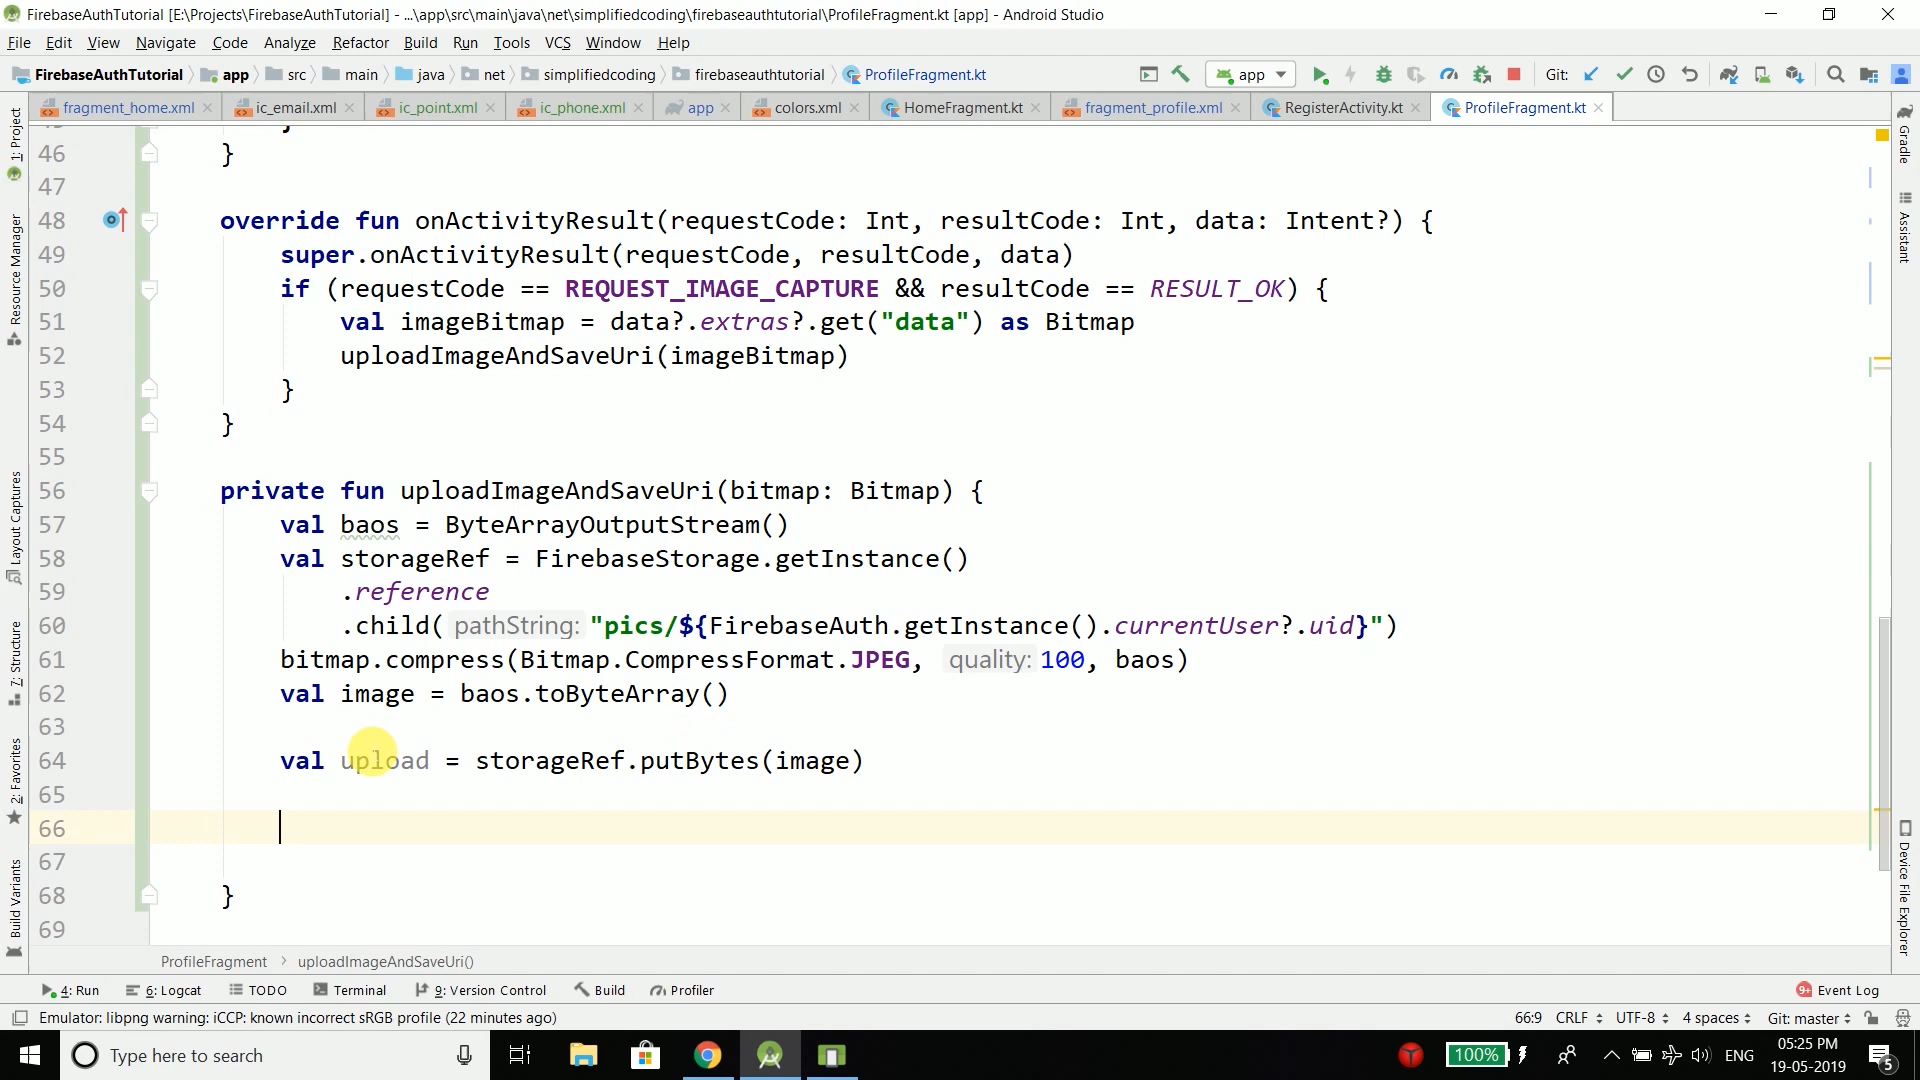 FirebaseAuthTutorial [E:\Projects\FirebaseAuthTutorial] - ...\app\src\main\java\net\simplifiedcoding\firebaseauthtutorial\ProfileFragment.kt [app] - Android Studio
File Edit View Navigate Code Analyze Refactor Build Run Tools VCS Window Help
FirebaseAuthTutorial app src main java net simplifiedcoding firebaseauthtutorial ProfileFragment.kt app Git:
fragment_home.xml ic_email.xml ic_point.xml ic_phone.xml app colors.xml HomeFragment.kt fragment_profile.xml RegisterActivity.kt ProfileFragment.kt
1: Project
Resource Manager
Layout Captures
7: Structure
2: Favorites
Build Variants
46 }
47
48 override fun onActivityResult(requestCode: Int, resultCode: Int, data: Intent?) {
49 super.onActivityResult(requestCode, resultCode, data)
50 if (requestCode == REQUEST_IMAGE_CAPTURE && resultCode == RESULT_OK) {
51 val imageBitmap = data?.extras?.get("data") as Bitmap
52 uploadImageAndSaveUri(imageBitmap)
53 }
54 }
55
56 private fun uploadImageAndSaveUri(bitmap: Bitmap) {
57 val baos = ByteArrayOutputStream()
58 val storageRef = FirebaseStorage.getInstance()
59 .reference
60 .child( pathString: "pics/${FirebaseAuth.getInstance().currentUser?.uid}")
61 bitmap.compress(Bitmap.CompressFormat.JPEG, quality: 100, baos)
62 val image = baos.toByteArray()
63
64 val upload = storageRef.putBytes(image)
65
66
67
68 }
69
Gradle
Assistant
Device File Explorer
ProfileFragment uploadImageAndSaveUri()
4: Run 6: Logcat TODO Terminal 9: Version Control Build Profiler 9+ Event Log
Emulator: libpng warning: iCCP: known incorrect sRGB profile (22 minutes ago) 66:9 CRLF UTF-8 4 spaces Git: master
Type here to search 100% ENG 05:25 PM
19-05-2019 5